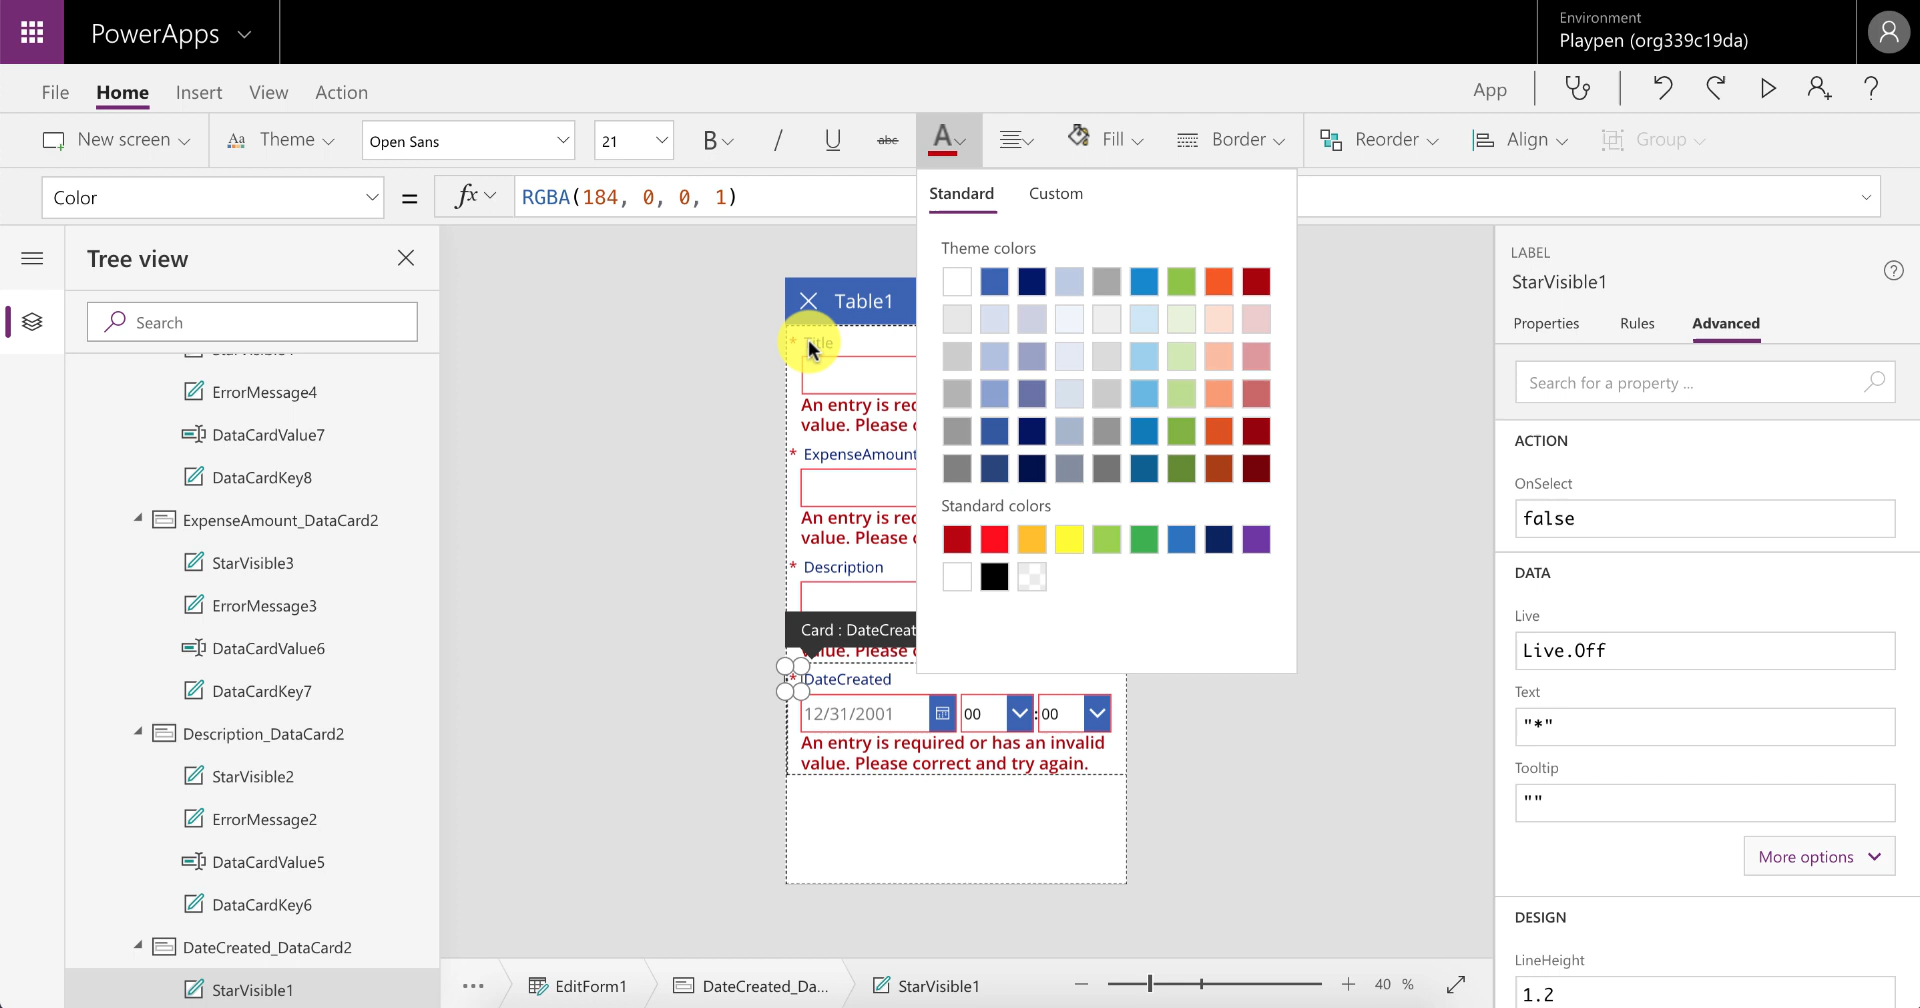 PowerApps
Environment
Playpen (org339c19da)
File
Home
Insert
View
Action
App
?
New screen
Aa
Theme
Open Sans
21
B
/
U
abc
A
Fill
Border
Reorder
Align
Group
Color
=
fx
RGBA(184, 0, 0, 1)
Tree view
Search
ErrorMessage4
DataCardValue7
DataCardKey8
ExpenseAmount_DataCard2
StarVisible3
ErrorMessage3
DataCardValue6
DataCardKey7
Description_DataCard2
StarVisible2
ErrorMessage2
DataCardValue5
DataCardKey6
DateCreated_DataCard2
StarVisible1
Table1
* Title
An entry is req
value. Please c
* ExpenseAmount
An entry is req
value. Please c
* Description
Card : DateCreat
value. Please c
* DateCreated
12/31/2001
00
:
00
An entry is required or has an invalid
value. Please correct and try again.
Standard
Custom
Theme colors
Standard colors
LABEL
StarVisible1
?
Properties
Rules
Advanced
Search for a property ...
ACTION
OnSelect
false
DATA
Live
Live.Off
Text
"*"
Tooltip
""
More options
DESIGN
LineHeight
1.2
...
EditForm1
DateCreated_Da...
StarVisible1
40 %